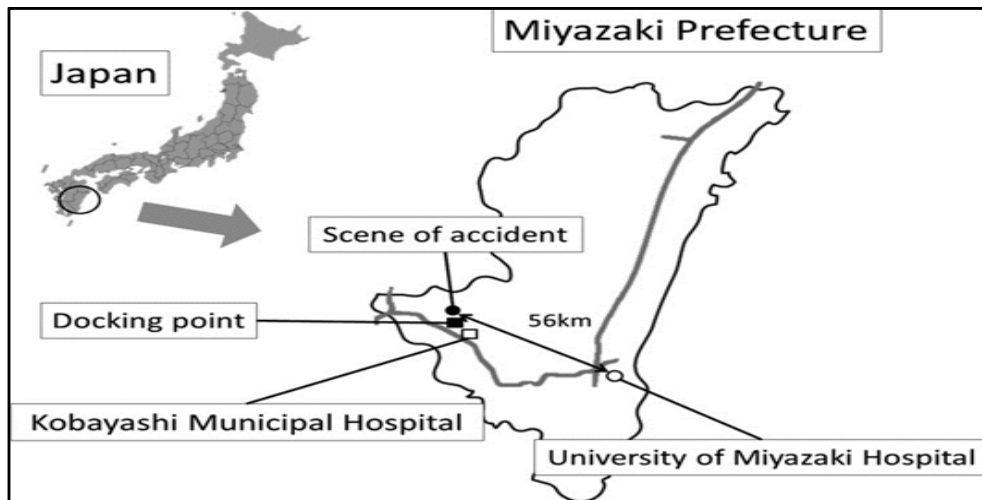 Miyazaki Prefecture
Japan
Scene of accident
Docking point
56km
Kobayashi Municipal Hospital
University of Miyazaki Hospital